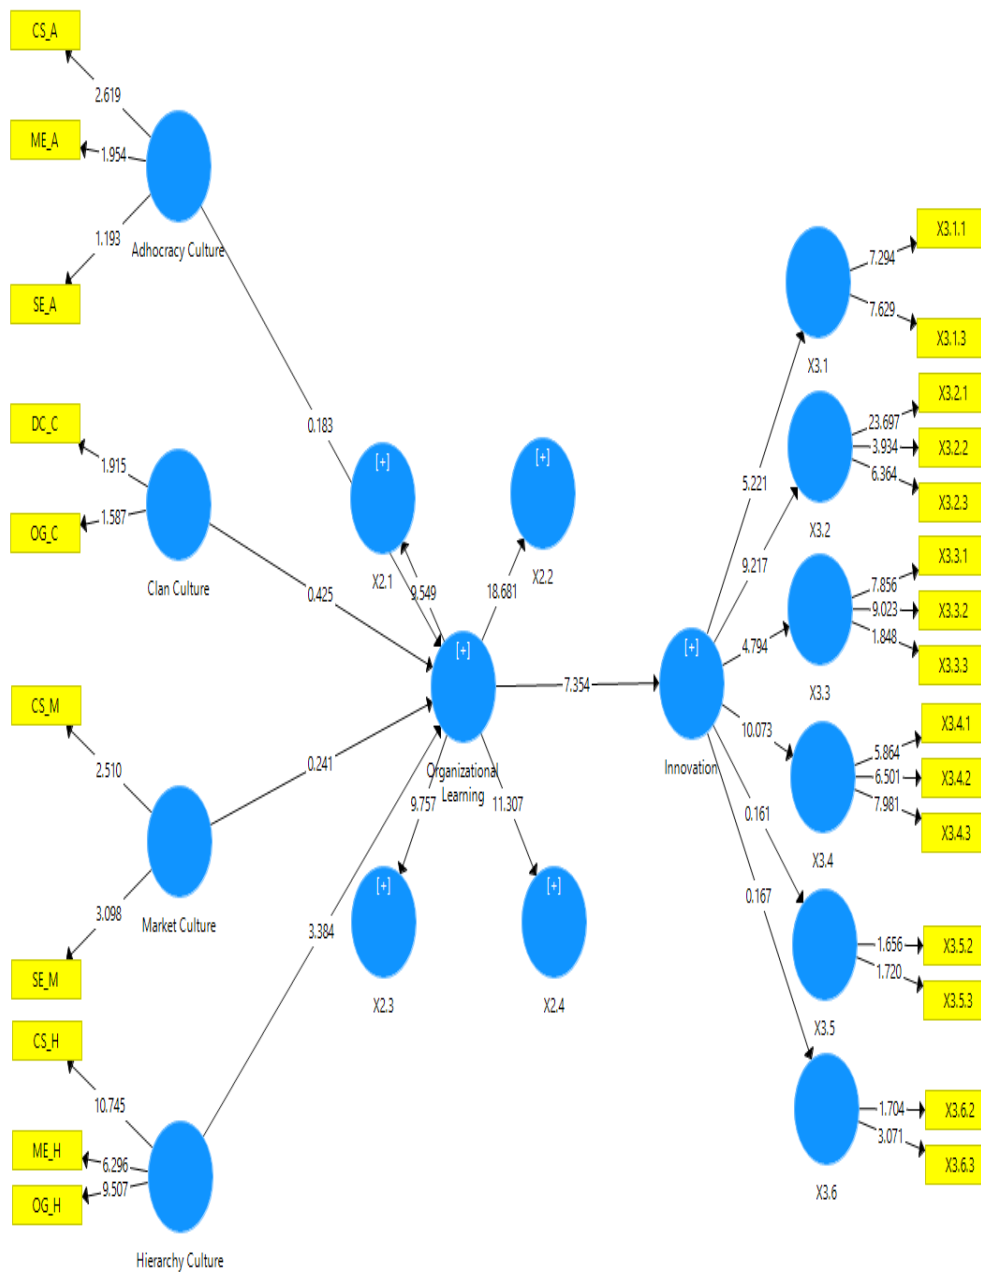 CS_A
2.619
ME_A
1.954
1.193
Adhocracy Culture
SE_A
X3.1.1
7.294
7.629
X3.1.3
X3.1
DC_C
1.915
OG_C
1.587
Clan Culture
0.183
[+]
X2.1
[+]
X2.2
0.425
9.549
18.681
5.221
X3.2.1
23.697
3.934
X3.2.2
6.364
X3.2.3
X3.2
9.217
X3.3.1
7.856
9.023
X3.3.2
1.848
X3.3.3
X3.3
4.794
[+]
Organizational
Learning
7.354
[+]
Innovation
CS_M
2.510
0.241
Market Culture
3.098
SE_M
9.757
11.307
10.073
X3.4.1
5.864
6.501
X3.4.2
7.981
X3.4.3
X3.4
0.161
0.167
[+]
X2.3
[+]
X2.4
3.384
1.656
X3.5.2
1.720
X3.5.3
X3.5
CS_H
10.745
ME_H
6.296
9.507
OG_H
Hierarchy Culture
1.704
X3.6.2
3.071
X3.6.3
X3.6